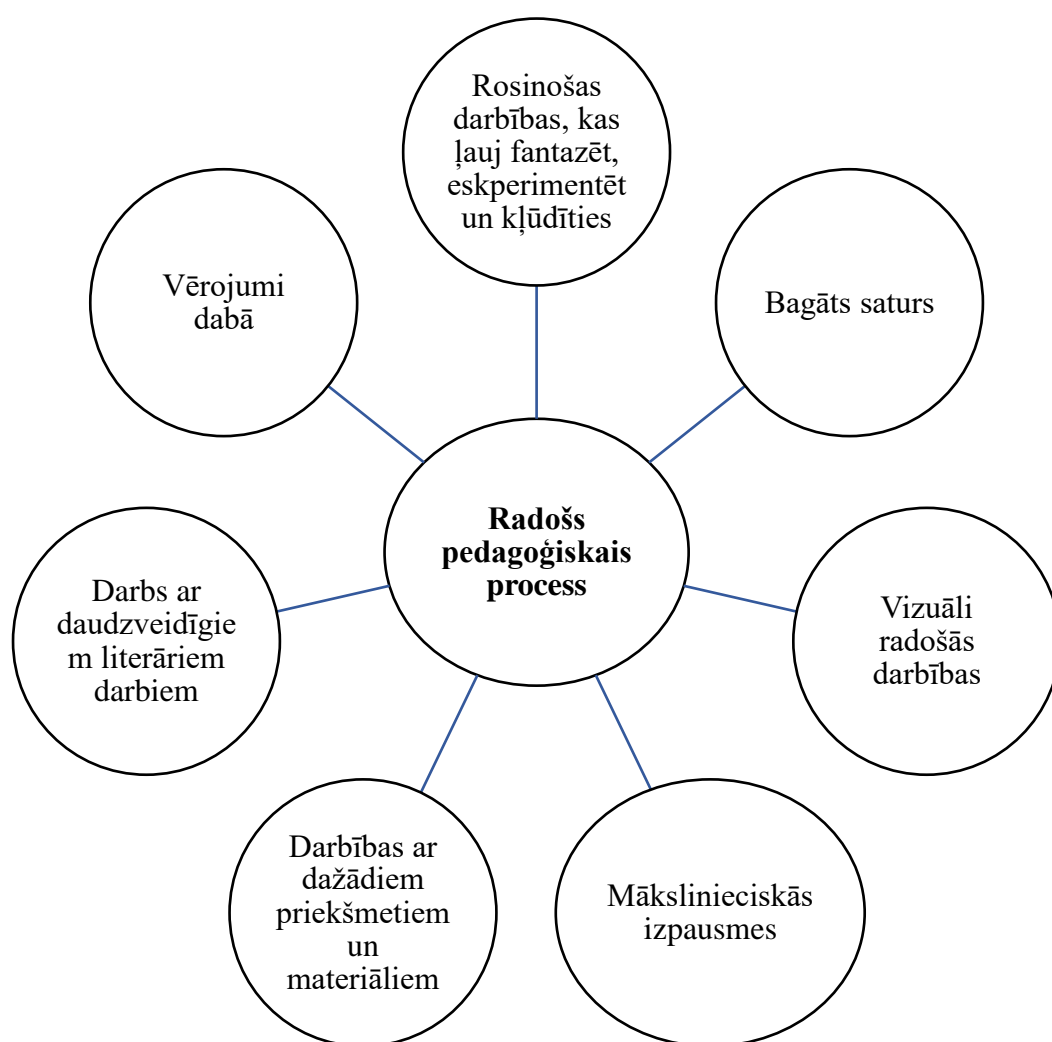 Rosinošas
darbības, kas
ļauj fantazēt,
eskperimentēt
un kļūdīties
Bagāts saturs
Vizuāli
radošās
darbības
Mākslinieciskās
izpausmes
Darbības ar
dažādiem
priekšmetiem
un
materiāliem
Darbs ar
daudzveidīgie
m literāriem
darbiem
Vērojumi
dabā
Radošs
pedagoģiskais
process